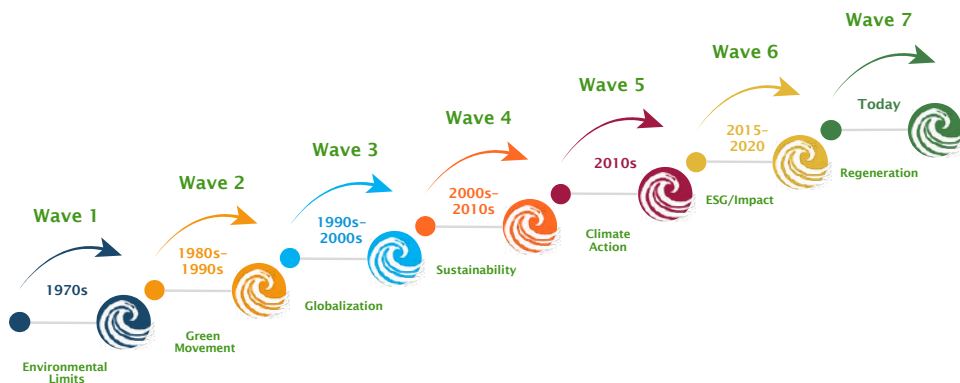 Wave 1
1970s
Environmental
Limits
Wave 2
1980s–
1990s
Green
Movement
Wave 3
1990s–
2000s
Globalization
Wave 4
2000s–
2010s
Sustainability
Wave 5
2010s
Climate
Action
Wave 6
2015–
2020
ESG/Impact
Wave 7
Today
Regeneration